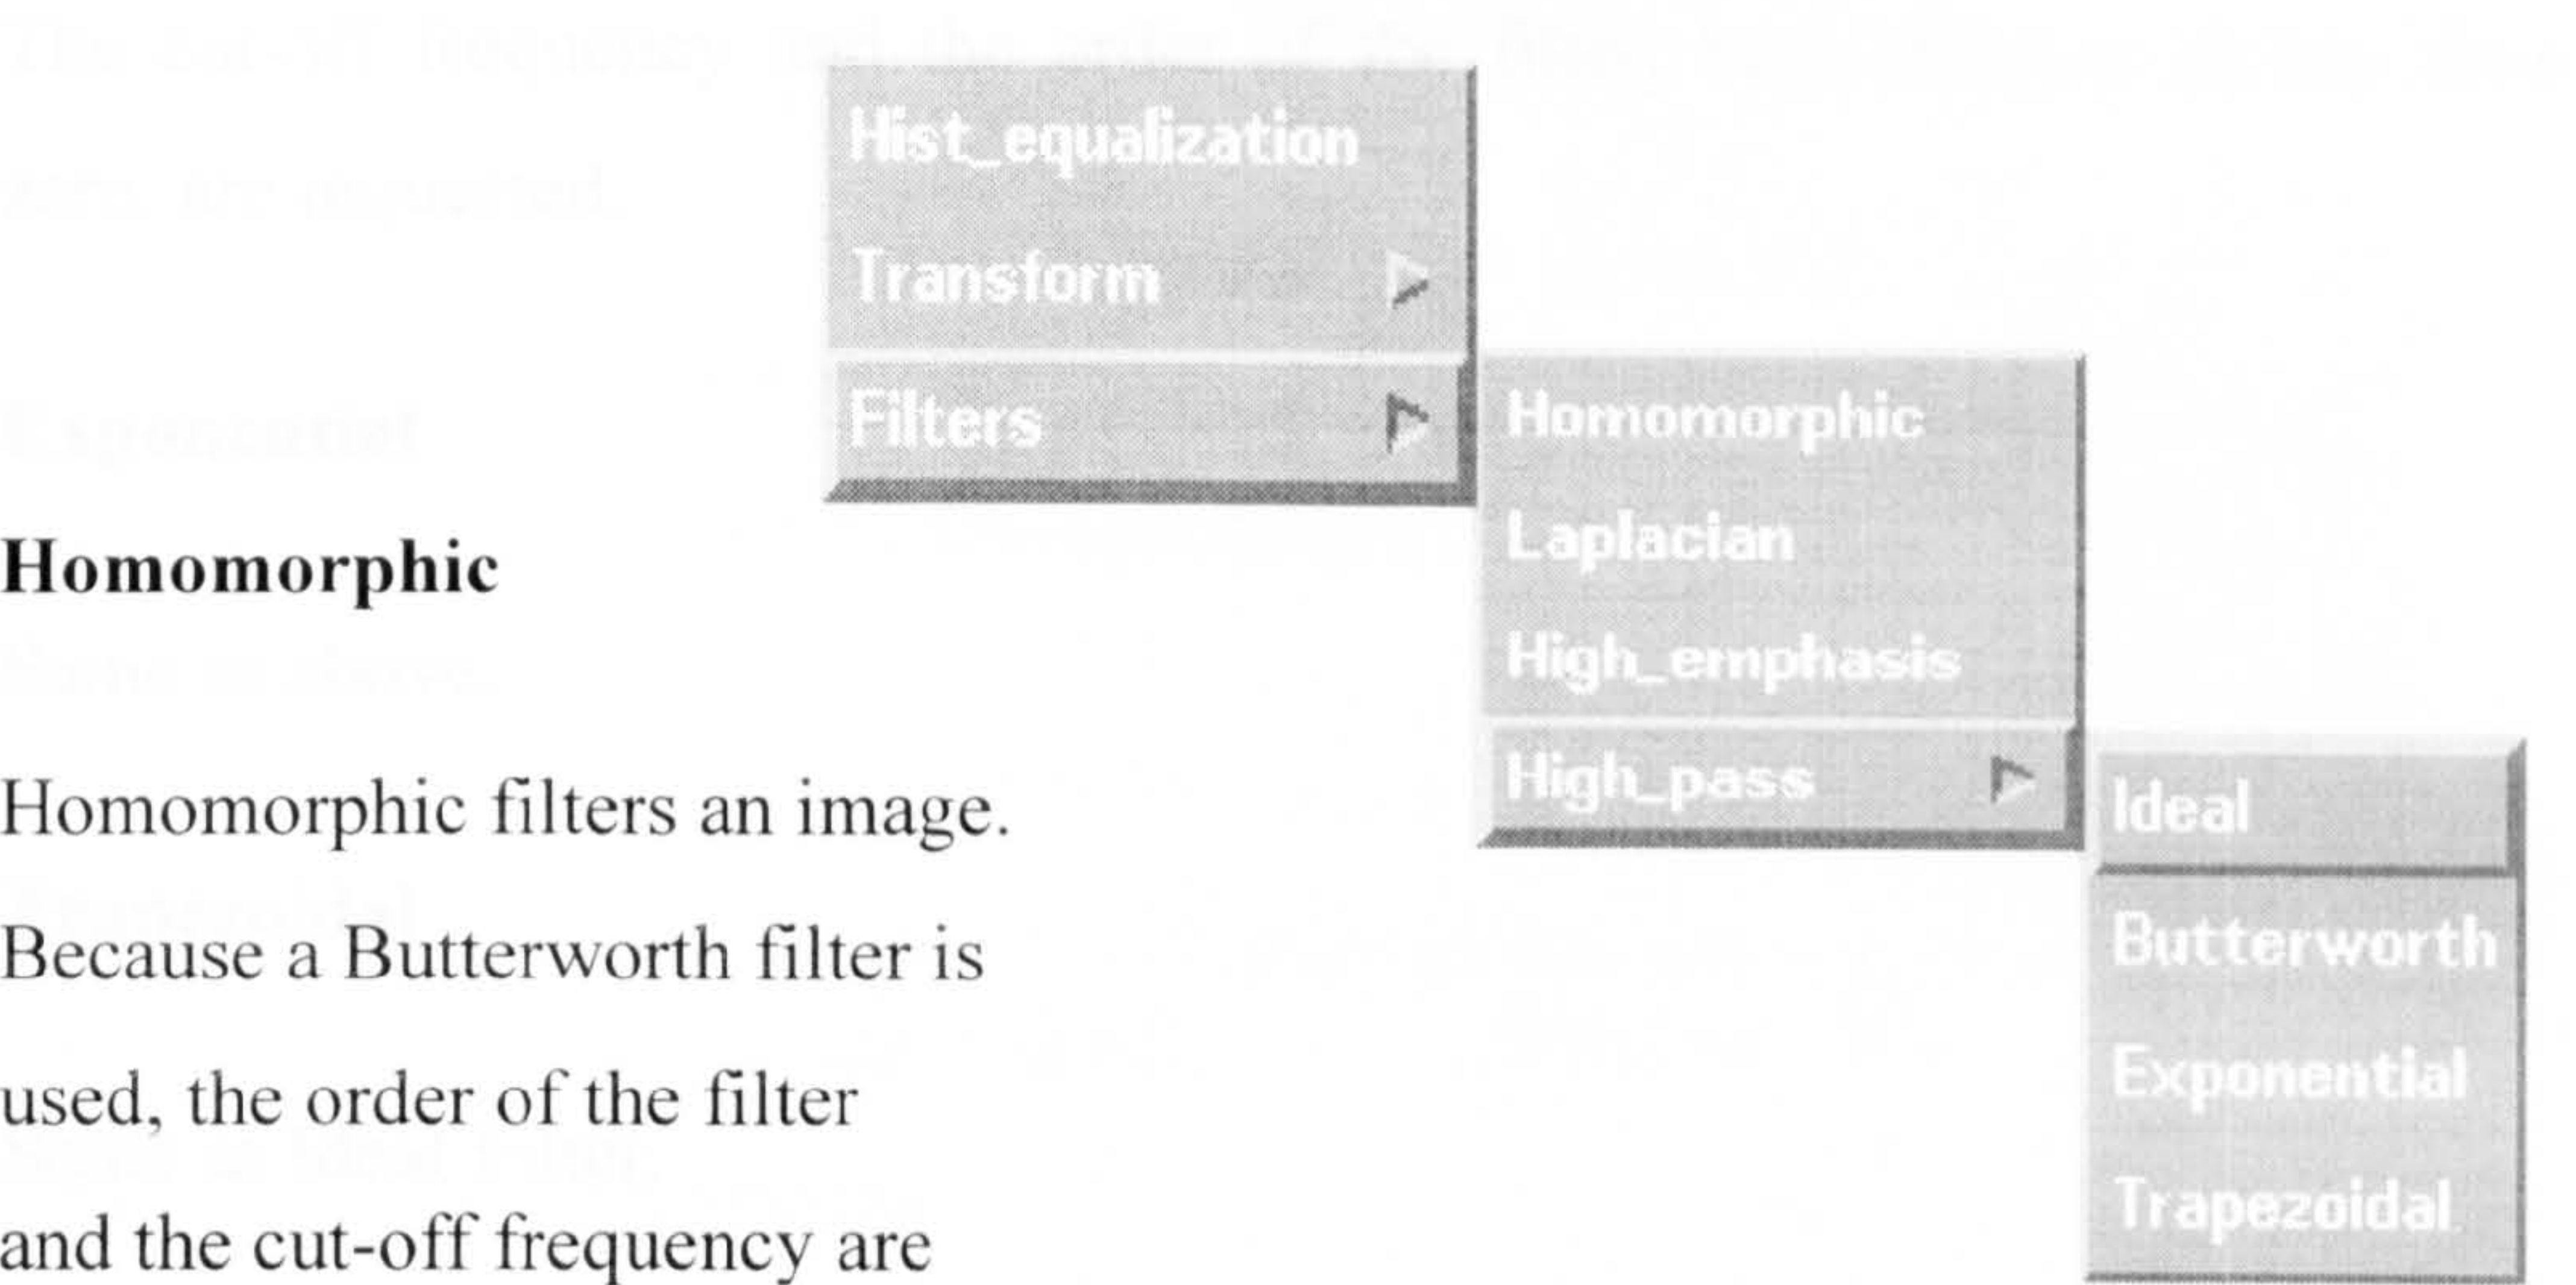 Hist_equalization
Transform
Filters
Homomorphic
Laplacian
High_emphasis
High_pass
Ideal
Butterworth
Exponential
Trapezoidal
Homomorphic
Homomorphic filters an image.
Because a Butterworth filter is
used, the order of the filter
and the cut-off frequency are